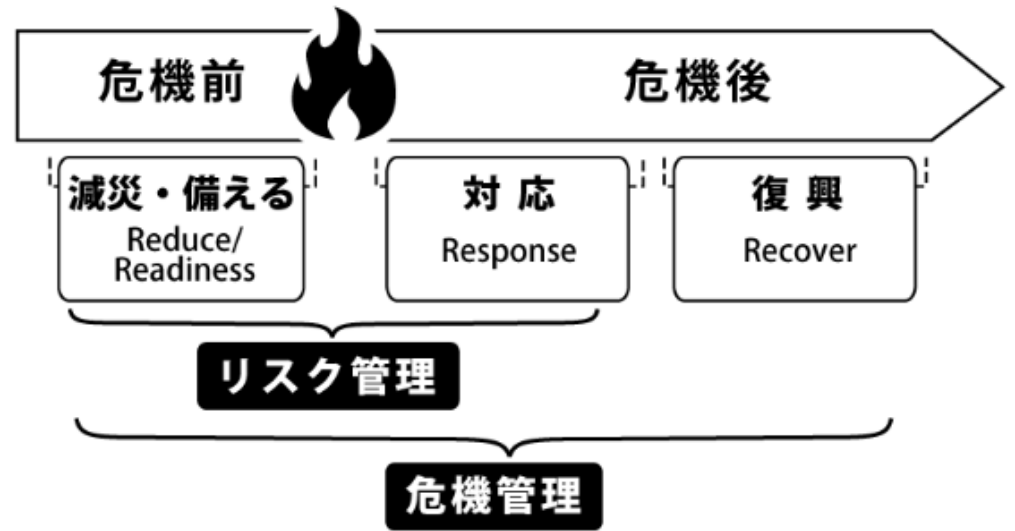 危機前
危機後
減災・備える
Reduce/
Readiness
対応
Response
復興
Recover
リスク管理
危機管理